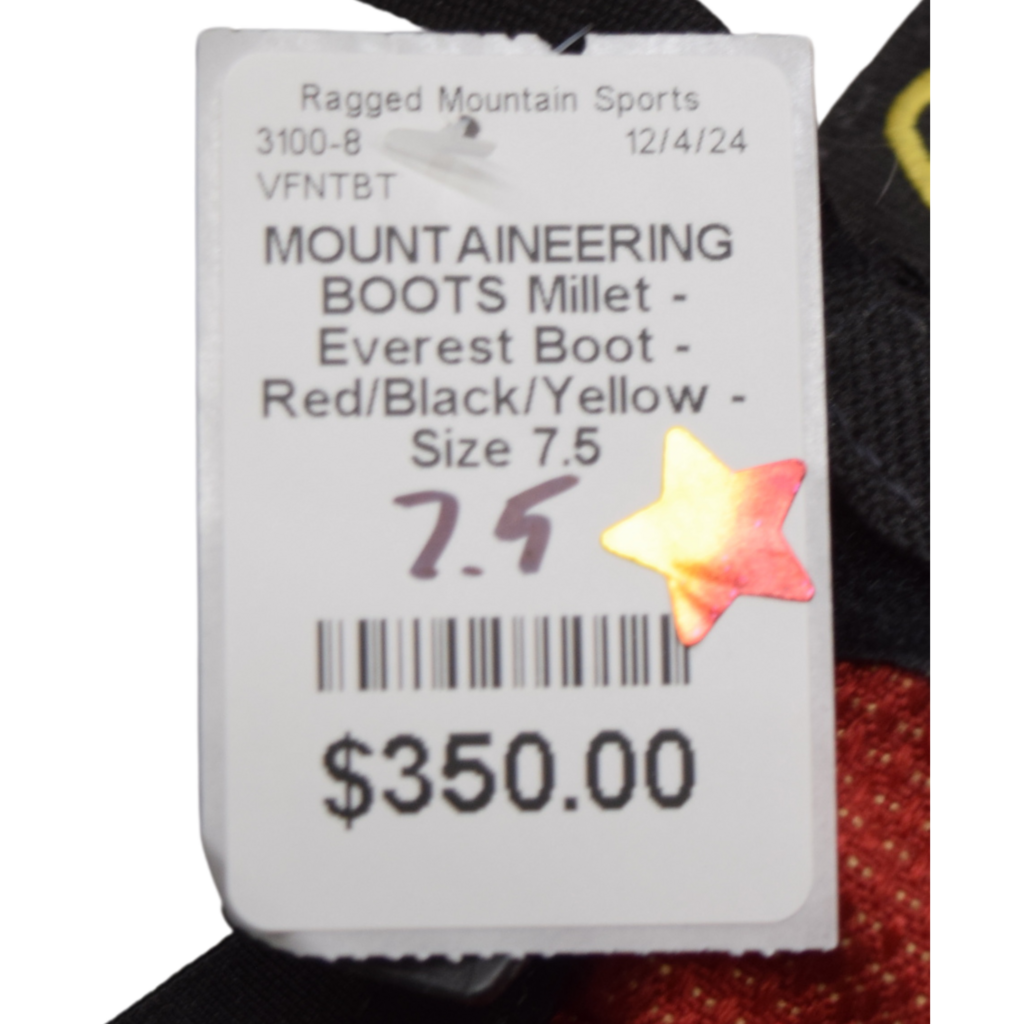 Ragged Mountain Sports
3100-8 12/4/24
VFNTBT
MOUNTAINEERING
BOOTS Millet -
Everest Boot -
Red/Black/Yellow -
Size 7.5
7.5
$350.00